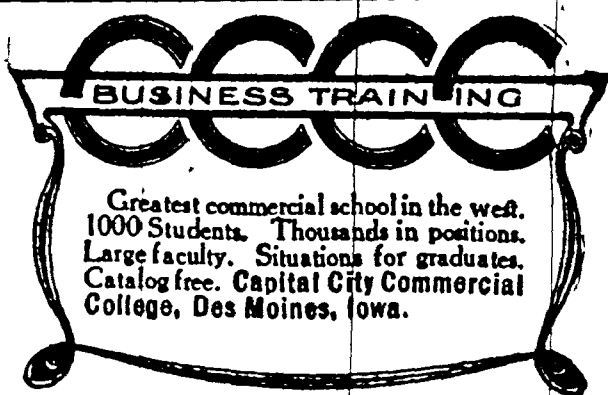 CCCC
BUSINESS TRAINING
Greatest commercial school in the west.
1000 Students. Thousands in positions.
Large faculty. Situations for graduates.
Catalog free. Capital City Commercial
College, Des Moines, Iowa.